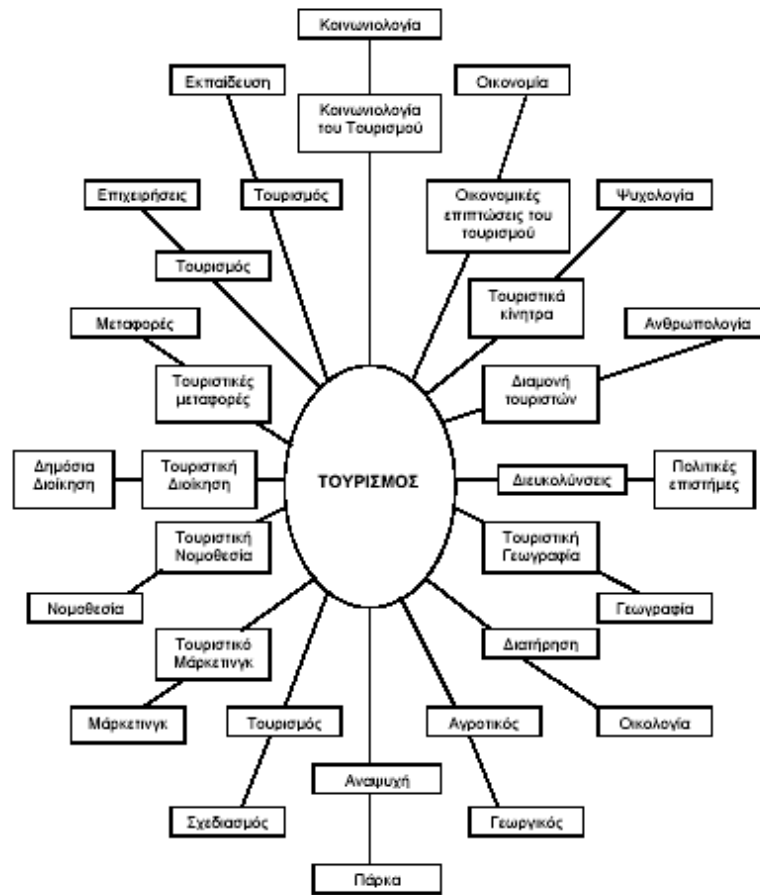 Κοινωνιολογία
Εκπαίδευση
Οικονομία
Κοινωνιολογία
του Τουρισμού
Επιχειρήσεις
Τουρισμός
Οικονομικές
επιπτώσεις του
τουρισμού
Ψυχολογία
Τουρισμός
Τουριστικά
κίνητρα
Μεταφορές
Ανθρωπολογία
Τουριστικές
μεταφορές
Διαμονή
τουριστών
Δημόσια
Διοίκηση
Τουριστική
Διοίκηση
ΤΟΥΡΙΣΜΟΣ
Διευκολύνσεις
Πολιτικές
επιστήμες
Τουριστική
Νομοθεσία
Τουριστική
Γεωγραφία
Νομοθεσία
Γεωγραφία
Τουριστικό
Μάρκετινγκ
Διατήρηση
Μάρκετινγκ
Τουρισμός
Αγροτικός
Οικολογία
Αναψυχή
Σχεδιασμός
Γεωργικός
Πάρκα